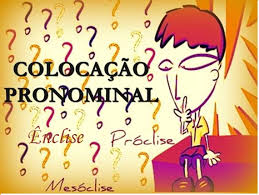 COLOCAÇÃO
PRONOMINAL
Ênclise Próclise
Mesóclise